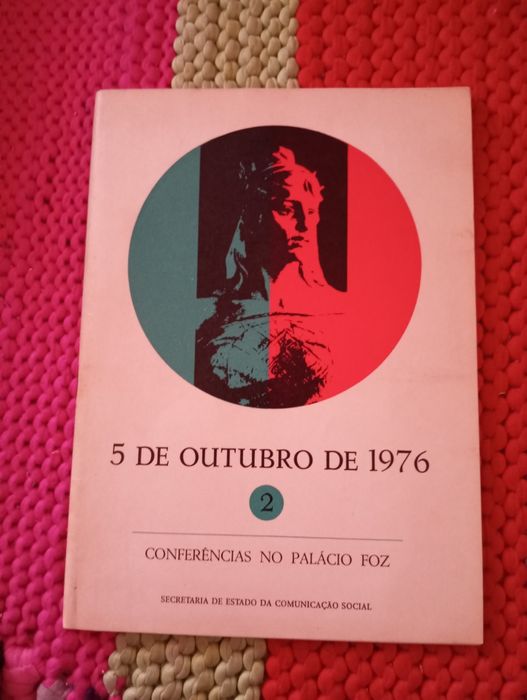 5 DE OUTUBRO DE 1976
2
CONFERÊNCIAS NO PALÁCIO FOZ
SECRETARIA DE ESTADO DA COMUNICAÇÃO SOCIAL